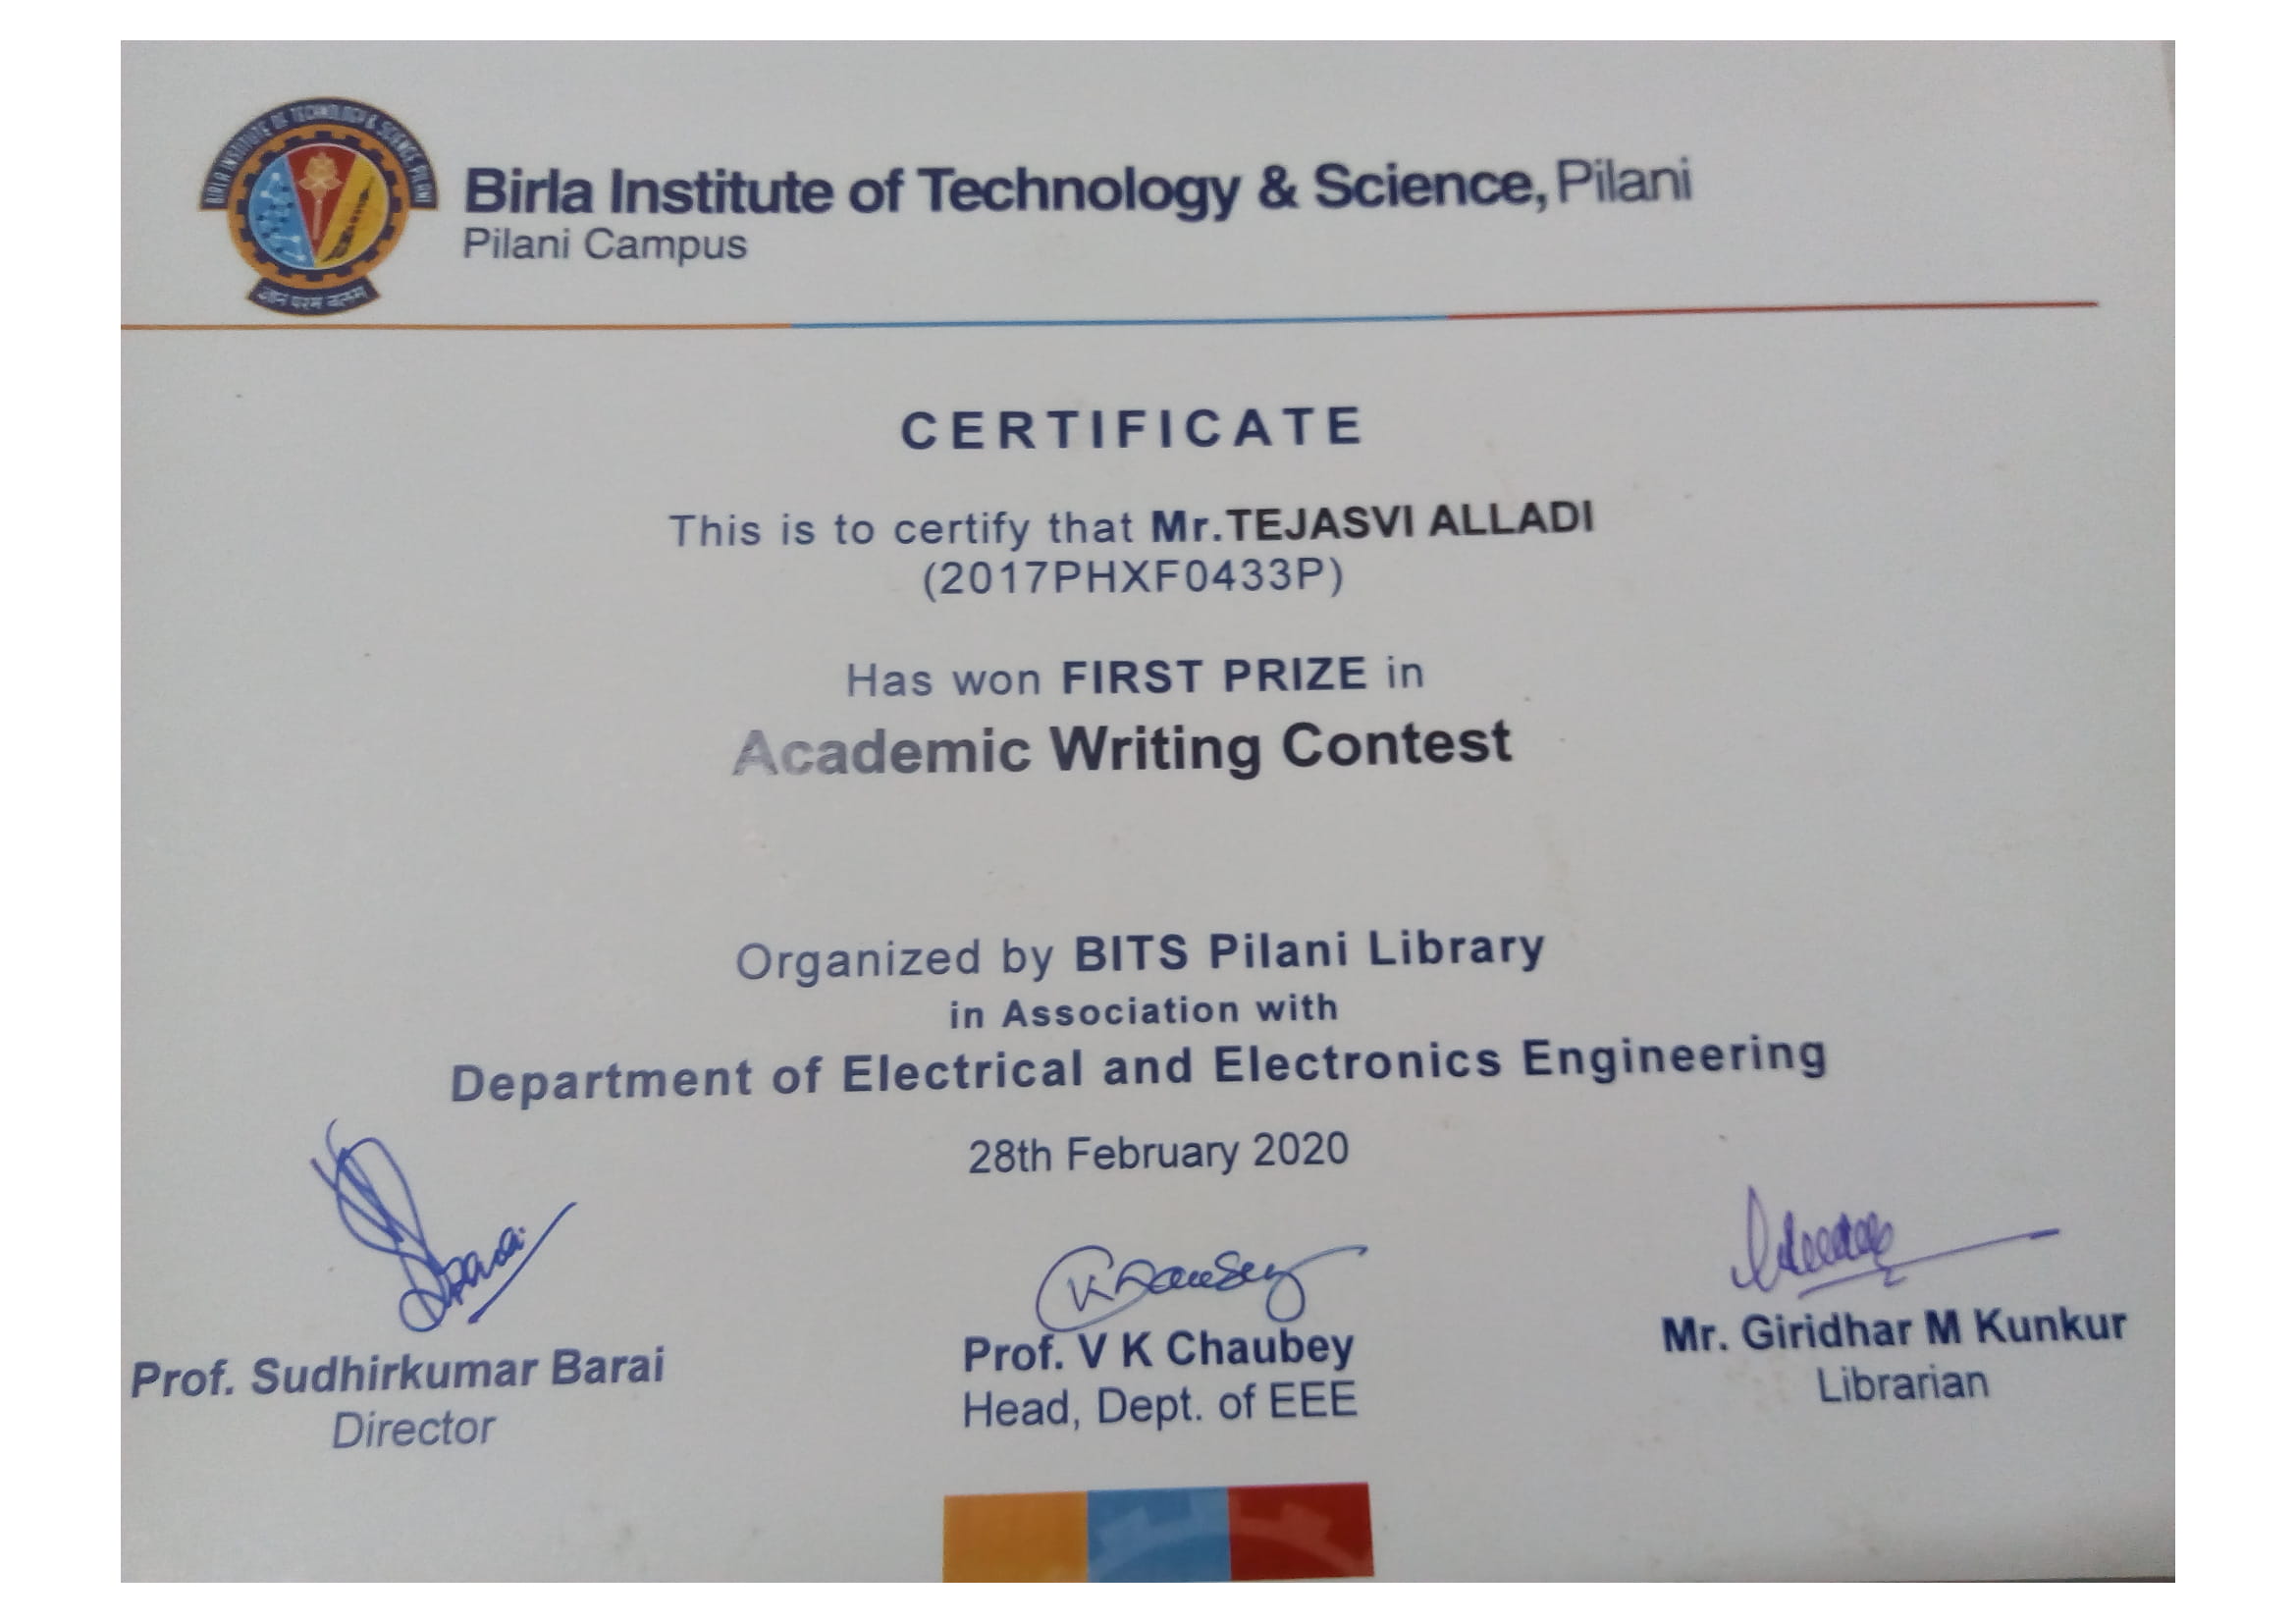 BIRLA INSTITUTE OF TECHNOLOGY & SCIENCE PILANI
ज्ञानं परमं बलम्
Birla Institute of Technology & Science, Pilani
Pilani Campus
CERTIFICATE
This is to certify that Mr.TEJASVI ALLADI
(2017PHXF0433P)
Has won FIRST PRIZE in
Academic Writing Contest
Organized by BITS Pilani Library
in Association with
Department of Electrical and Electronics Engineering
28th February 2020
Prof. Sudhirkumar Barai
Director
Prof. V K Chaubey
Head, Dept. of EEE
Mr. Giridhar M Kunkur
Librarian